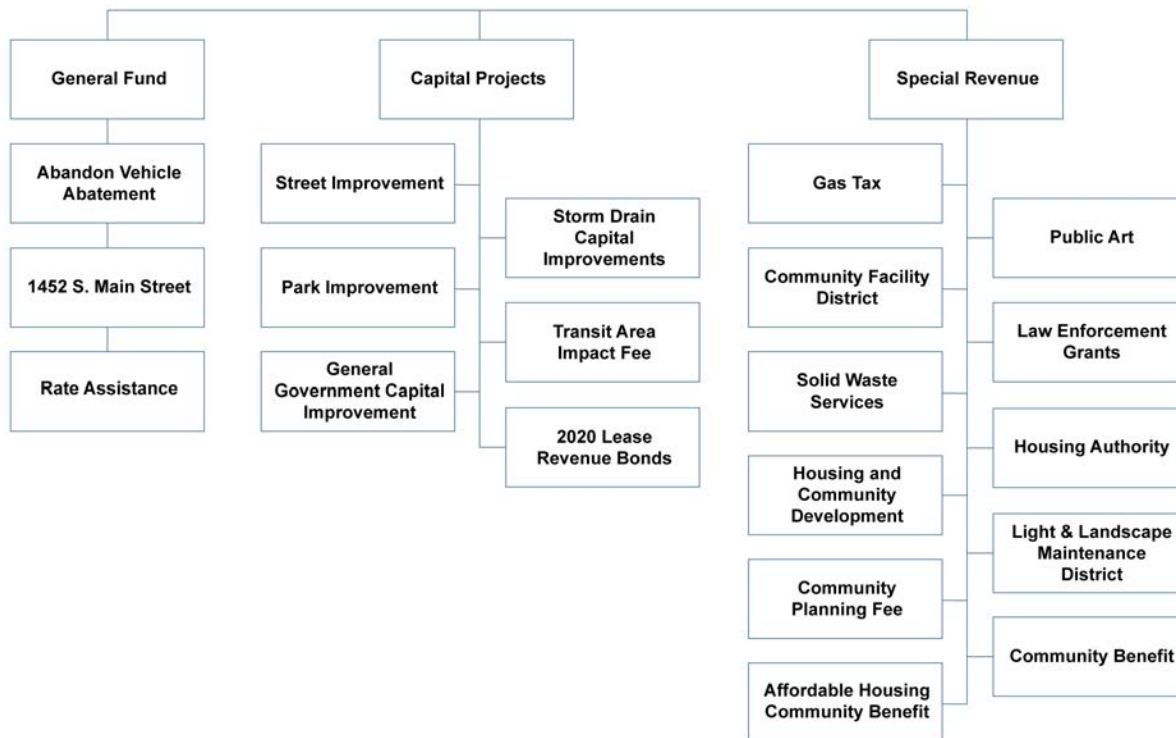 General Fund
Capital Projects
Special Revenue
Abandon Vehicle
Abatement
1452 S. Main Street
Rate Assistance
Street Improvement
Storm Drain
Capital
Improvements
Park Improvement
Transit Area
Impact Fee
General
Government Capital
Improvement
2020 Lease
Revenue Bonds
Gas Tax
Public Art
Community Facility
District
Law Enforcement
Grants
Solid Waste
Services
Housing Authority
Housing and
Community
Development
Light & Landscape
Maintenance
District
Community
Planning Fee
Community Benefit
Affordable Housing
Community Benefit